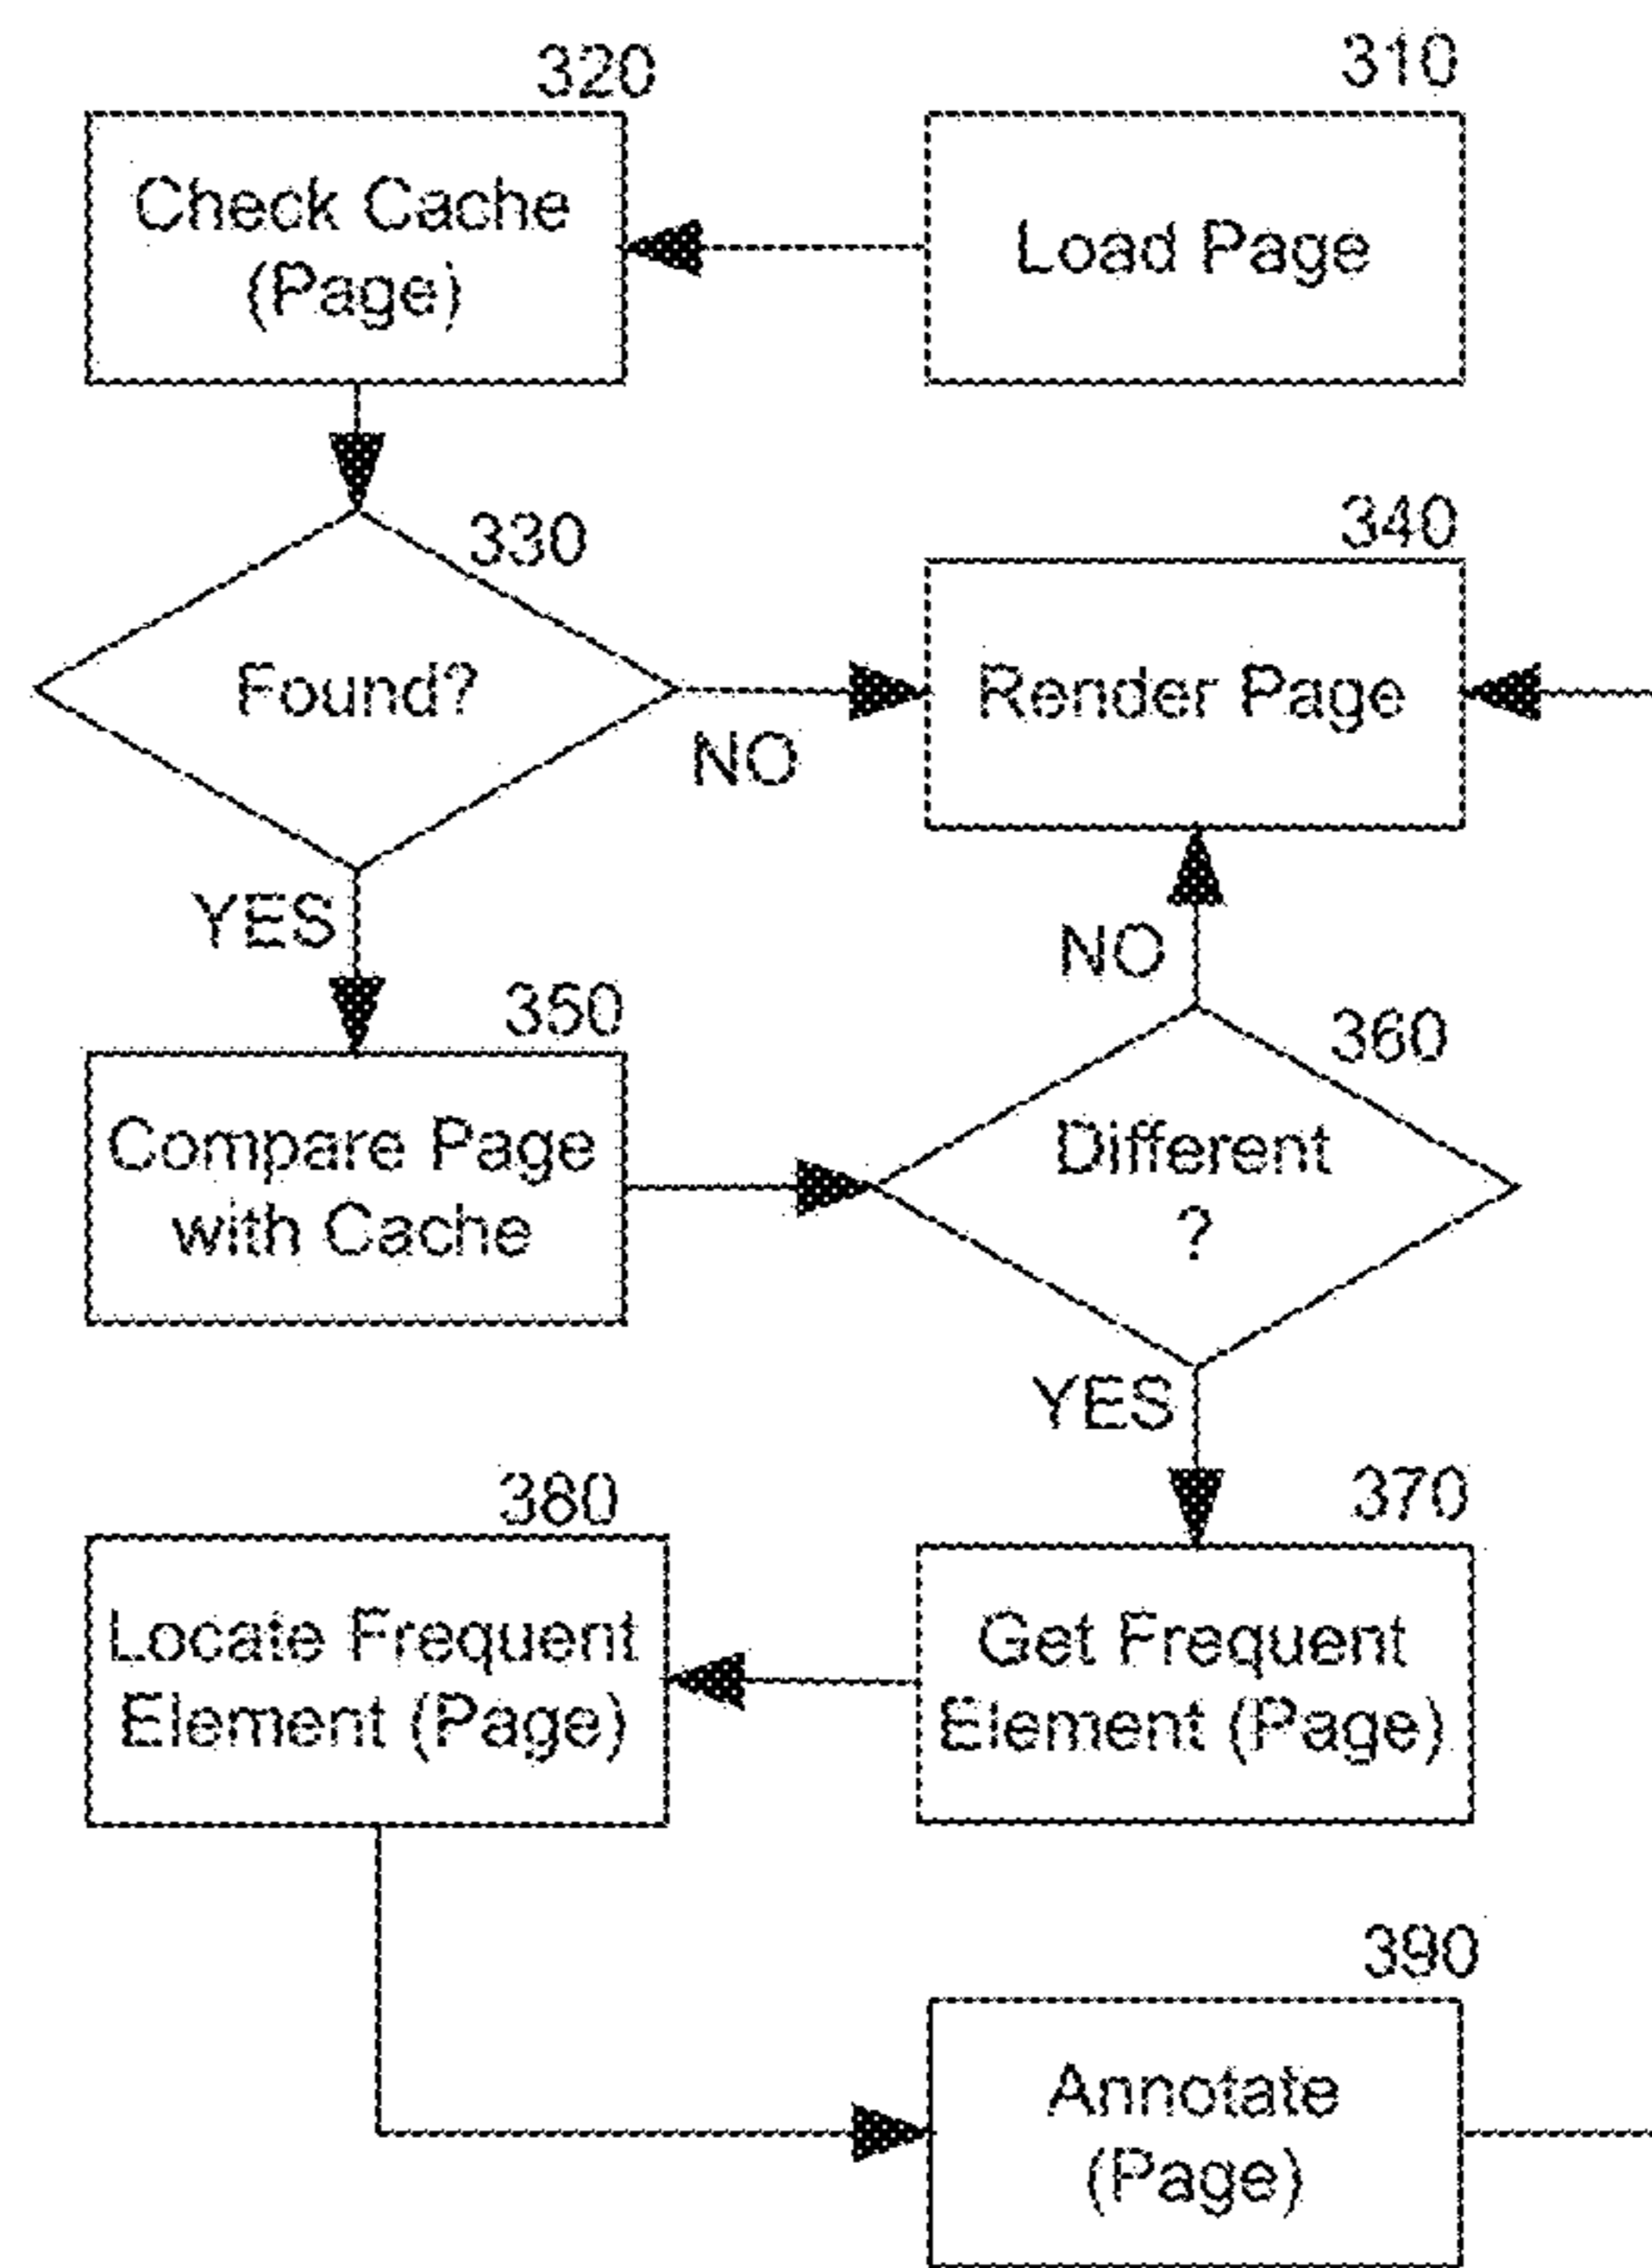 320
310
Check Cache
(Page)
Load Page
330
340
Found?
Render Page
NO
YES
NO
350
360
Compare Page
with Cache
Different
?
YES
380
370
Locate Frequent
Element (Page)
Get Frequent
Element (Page)
390
Annotate
(Page)